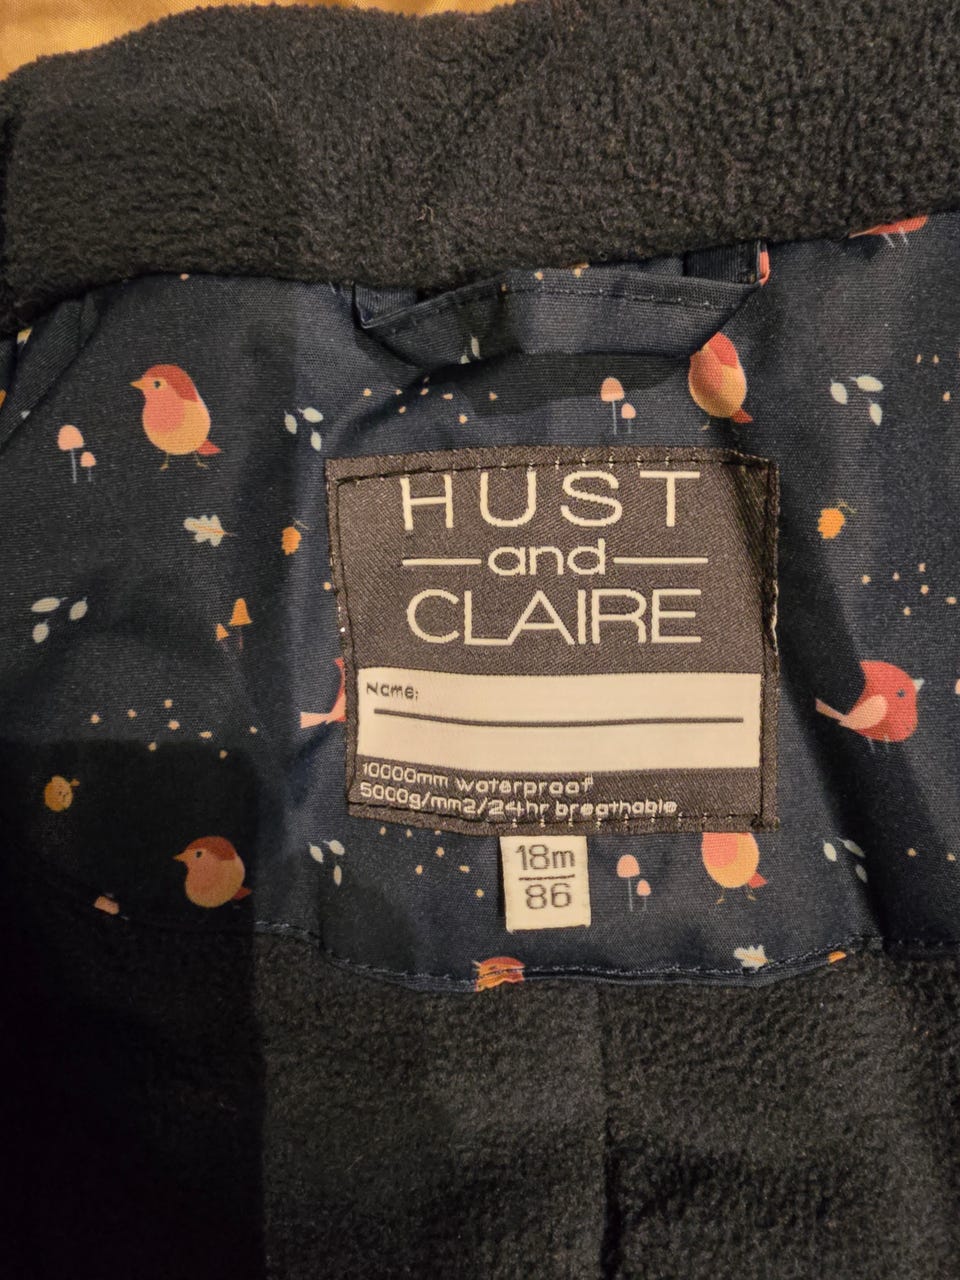 HUST
and
CLAIRE
Name:
10000mm waterproof
5000g/mm2/24hr breathable
18m
86